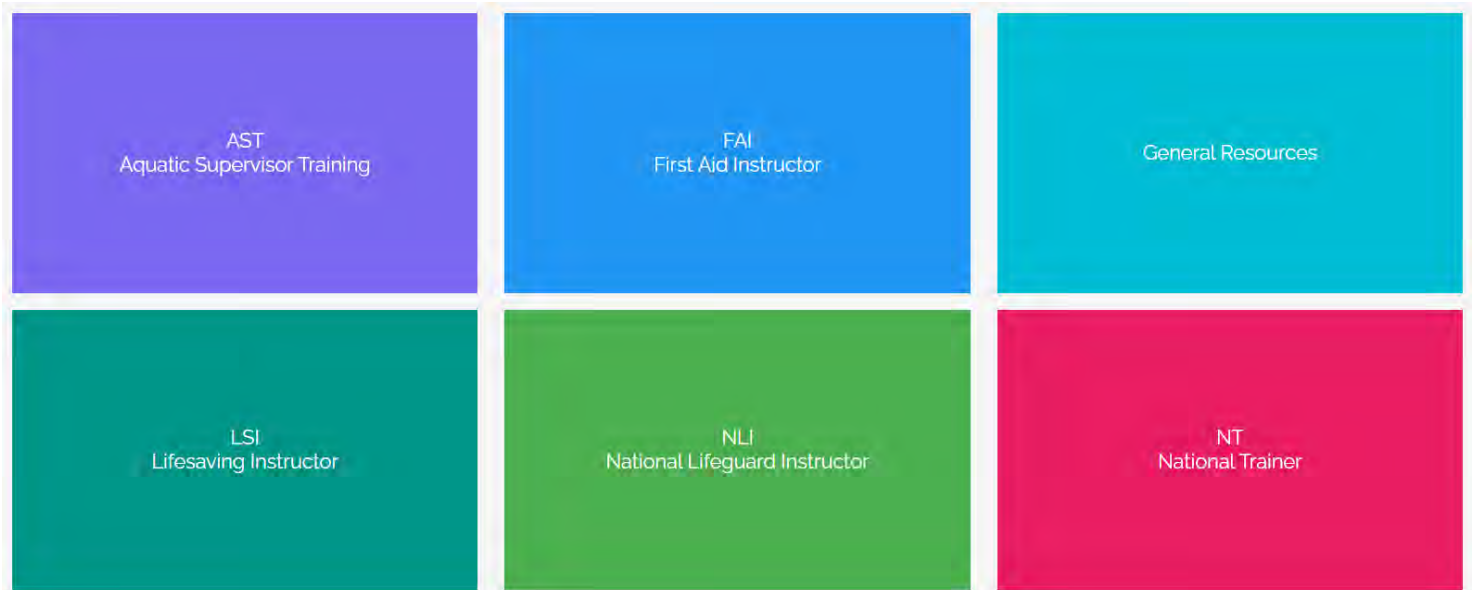 AST
Aquatic Supervisor Training
FAI
First Aid Instructor
General Resources
LSI
Lifesaving Instructor
NLI
National Lifeguard Instructor
NT
National Trainer